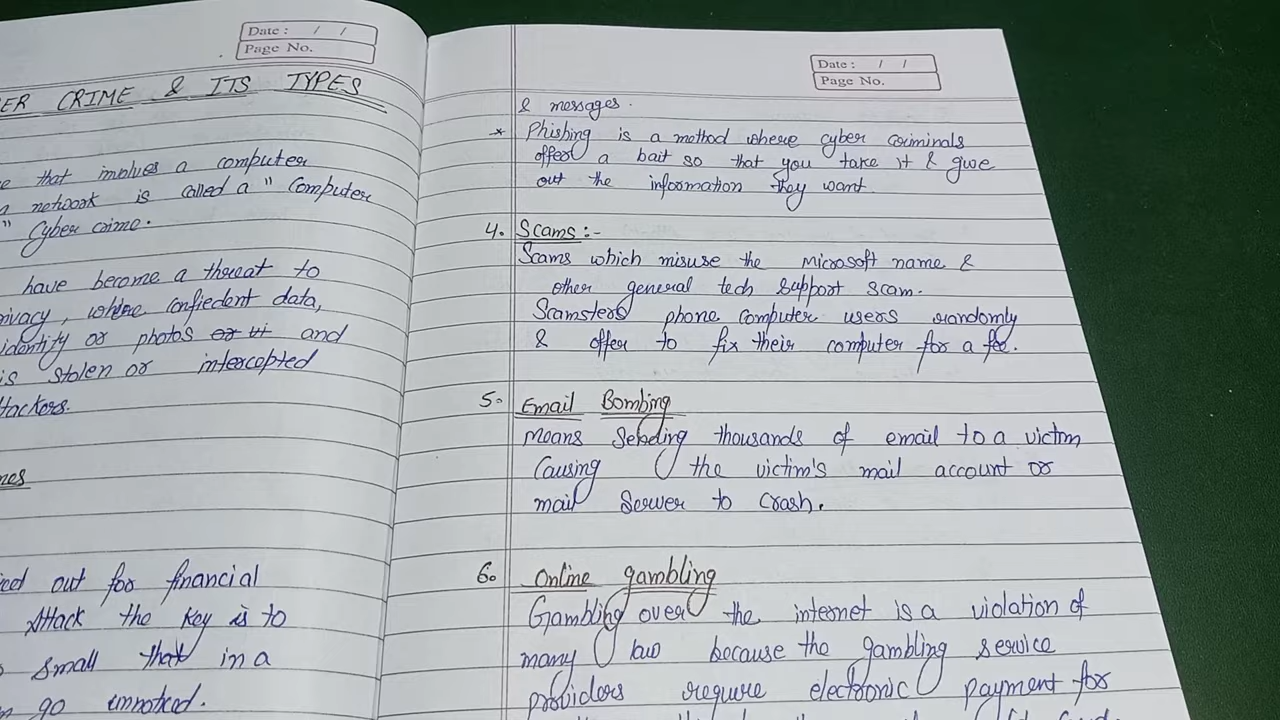 Date : / /
Page No.
ER CRIME & ITS TYPES
e that involves a computer
n network is called a " Computer
" Cyber crime.
have become a threat to
rivacy, where confiedent data,
identity or photos or vi and
is stolen or intercepted
ttackers.
mes
ied out for financial
Attack the key is to
small that in a
go unnoticed.
Date : / /
Page No.
& messages.
* Phishing is a method where cyber criminals
offer a bait so that you take it & give
out the information they want
4. Scams :-
Scams which misuse the Microsoft name &
other general tech support scam.
Scamsters phone computer users randomly
& offer to fix their computer for a fee.
5. Email Bombing
Means Sending thousands of email to a victim
Causing the victim's mail account or
mail Server to Crash.
6. Online gambling
Gambling over the internet is a violation of
many law because the gambling service
providers require electronic payment for